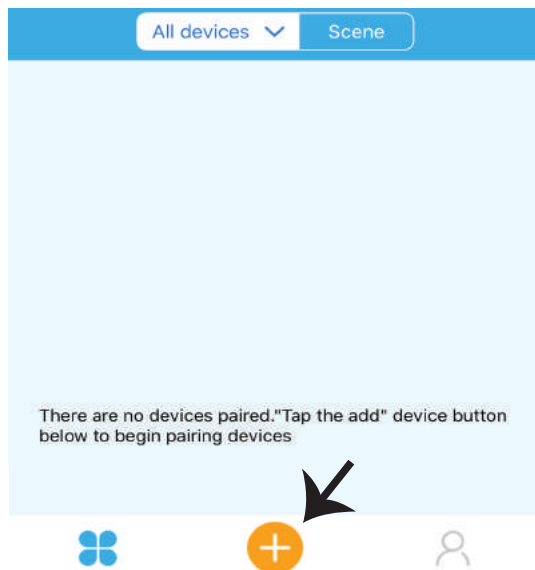 All devices Scene
There are no devices paired."Tap the add" device button
below to begin pairing devices